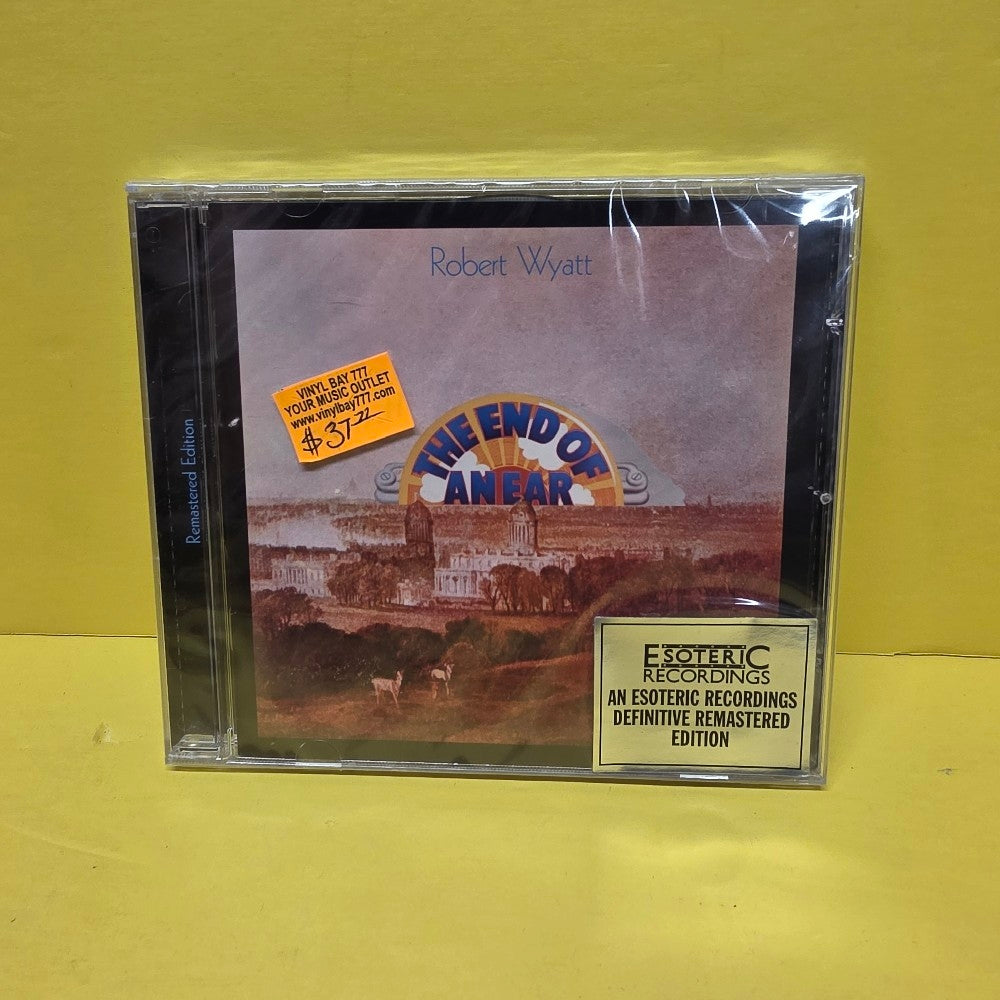 Robert Wyatt
VINYL BAY 777
YOUR MUSIC OUTLET
www.vinylbay777.com
$37.22
THE END OF
AN EAR
Remastered Edition
ESOTERIC
RECORDINGS
AN ESOTERIC RECORDINGS
DEFINITIVE REMASTERED
EDITION